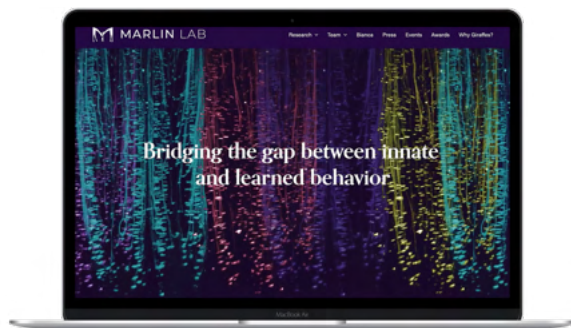 MARLIN LAB
Research Team Bianca Press Events Awards Why Giraffes?
Bridging the gap between innate
and learned behavior
MacBook Air